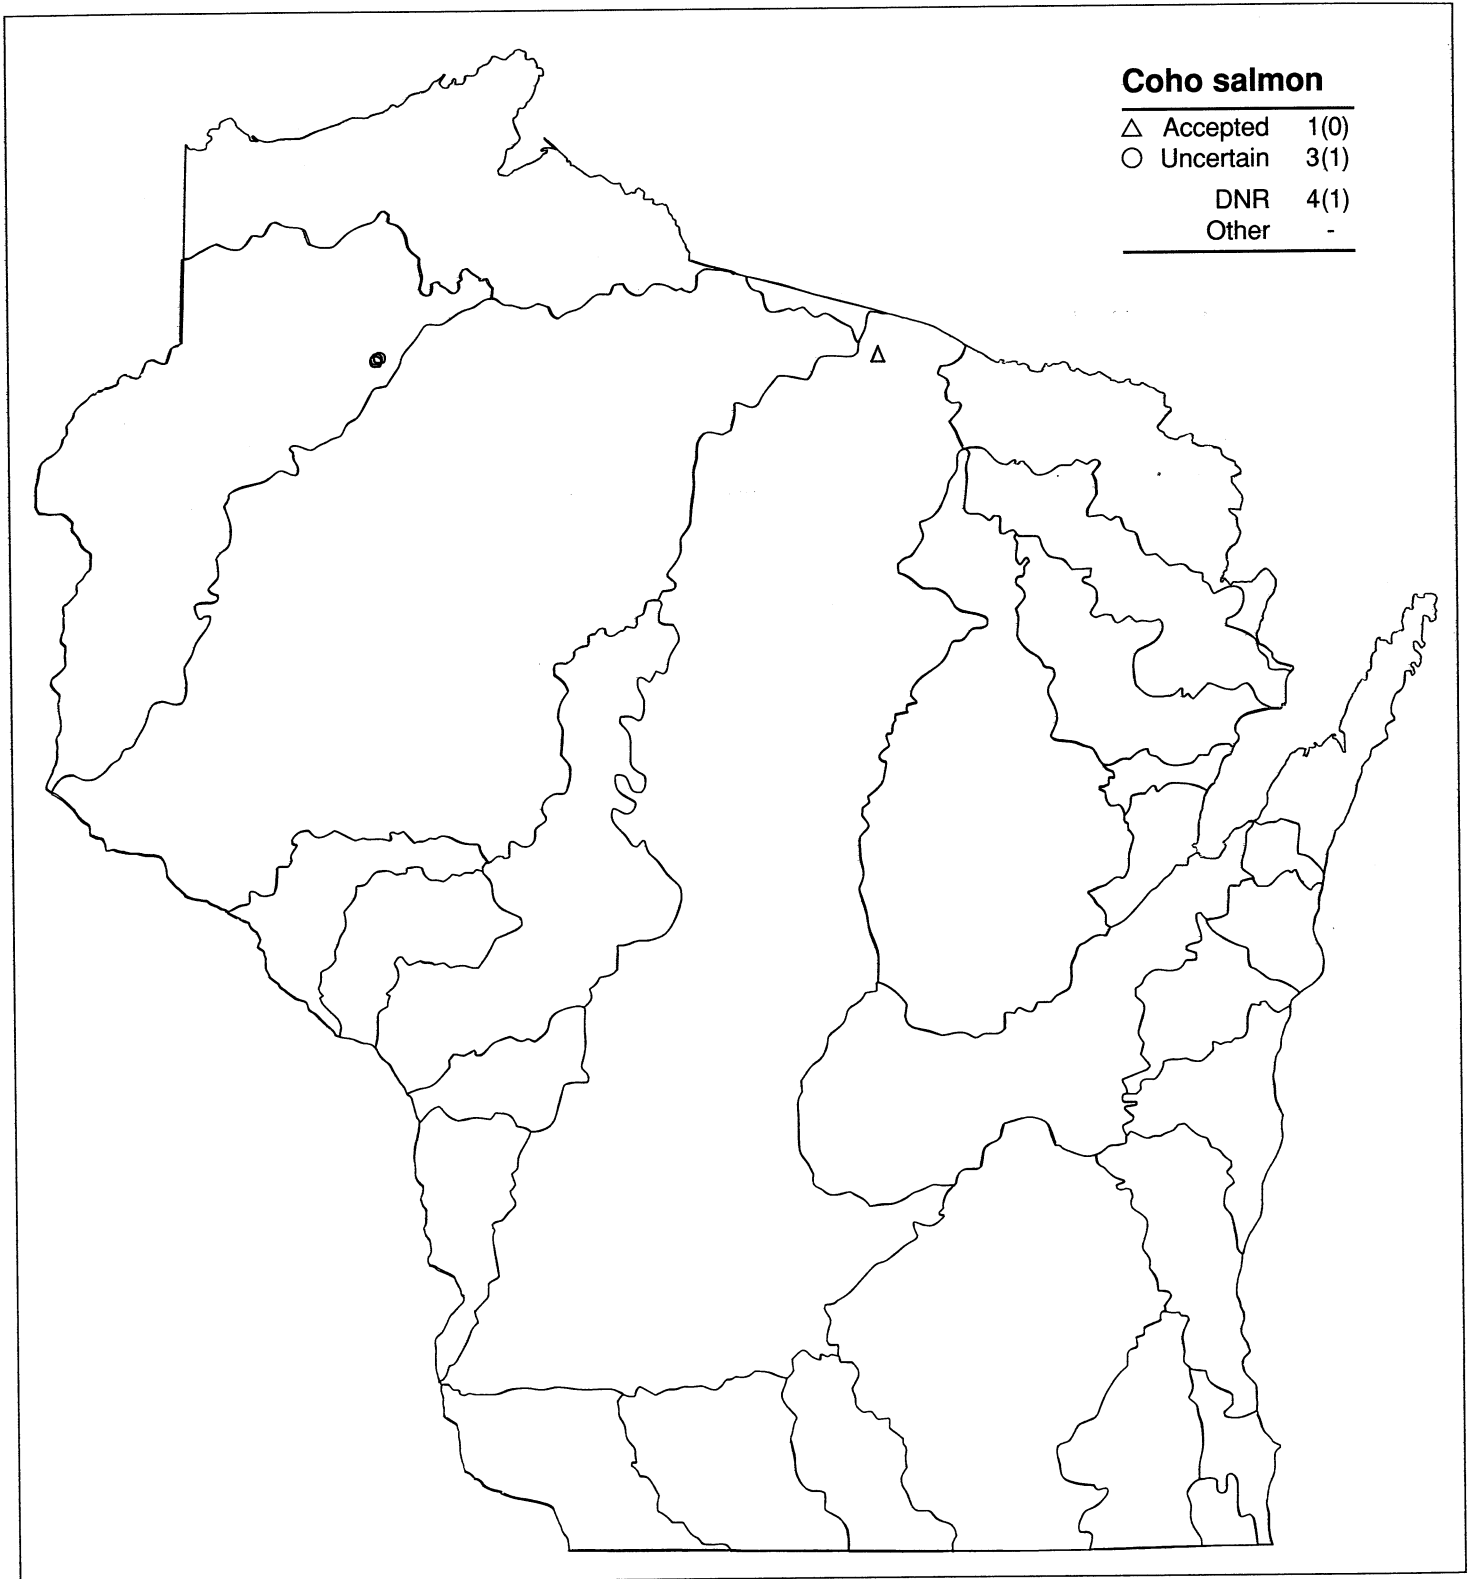 Coho salmon
△ Accepted 1(0)
○ Uncertain 3(1)
DNR 4(1)
Other -